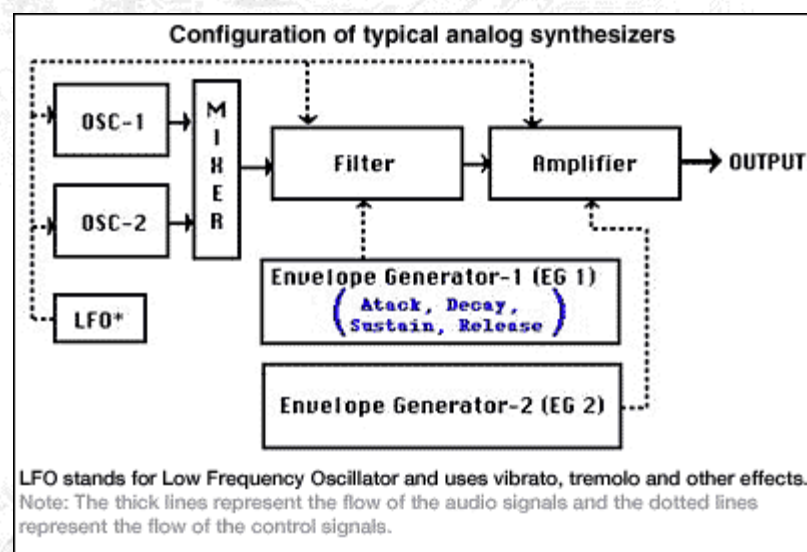 Configuration of typical analog synthesizers
OSC-1
OSC-2
LFO*
MIXER
Filter
Amplifier
OUTPUT
Envelope Generator-1 (EG 1)
(Atack, Decay,
Sustain, Release)
Envelope Generator-2 (EG 2)
LFO stands for Low Frequency Oscillator and uses vibrato, tremolo and other effects.
Note: The thick lines represent the flow of the audio signals and the dotted lines
represent the flow of the control signals.